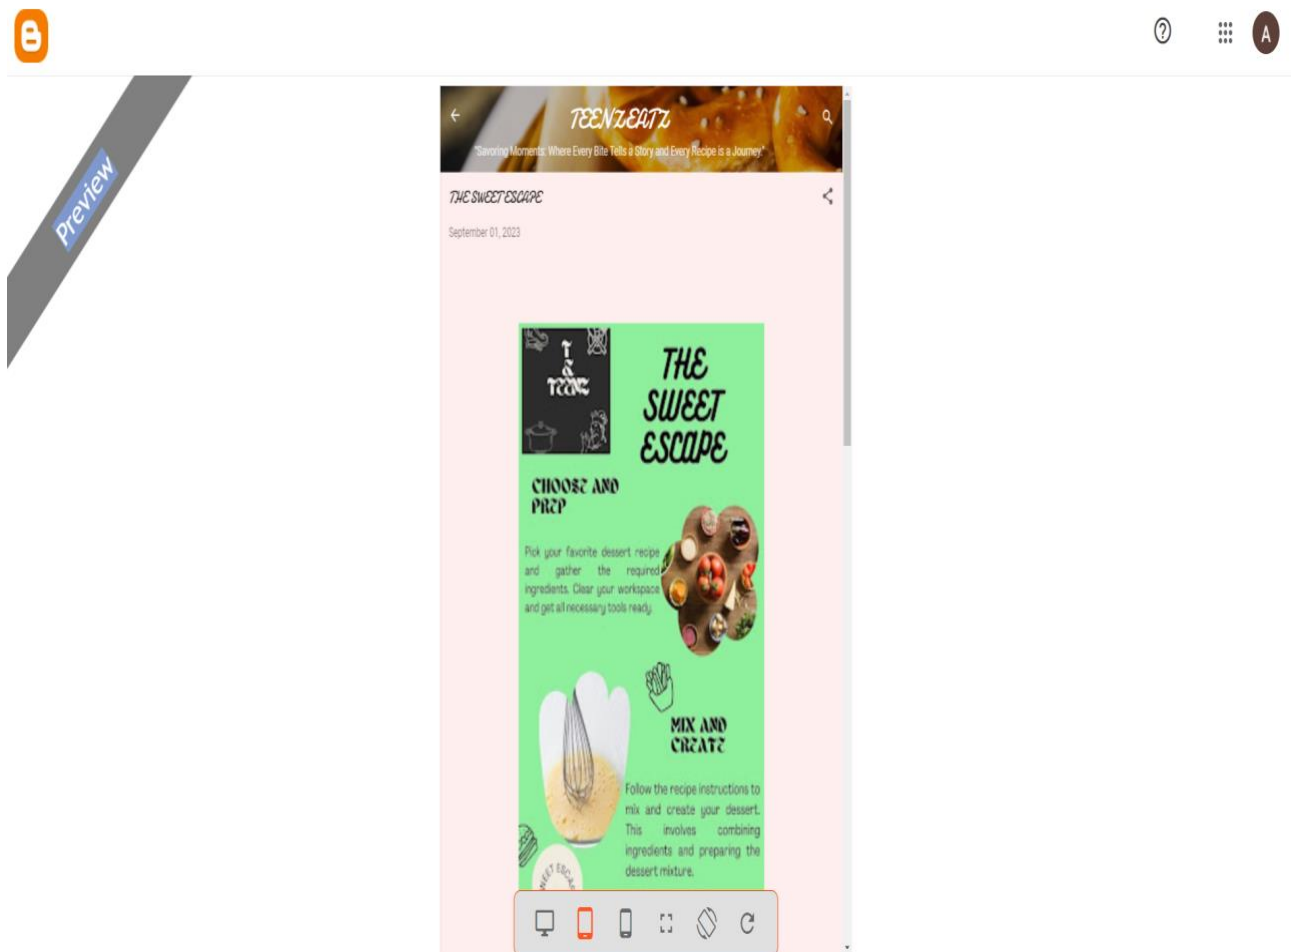 A
Preview
TEENZEATZ
"Savoring Moments: Where Every Bite Tells a Story and Every Recipe is a Journey."
THE SWEET ESCAPE
September 01, 2023
T
&
TEENZ
THE
SWEET
ESCAPE
CHOOSE AND
PREP
Pick your favorite dessert recipe
and gather the required
ingredients. Clear your workspace
and get all necessary tools ready.
MIX AND
CREATE
Follow the recipe instructions to
mix and create your dessert.
This involves combining
ingredients and preparing the
dessert mixture.